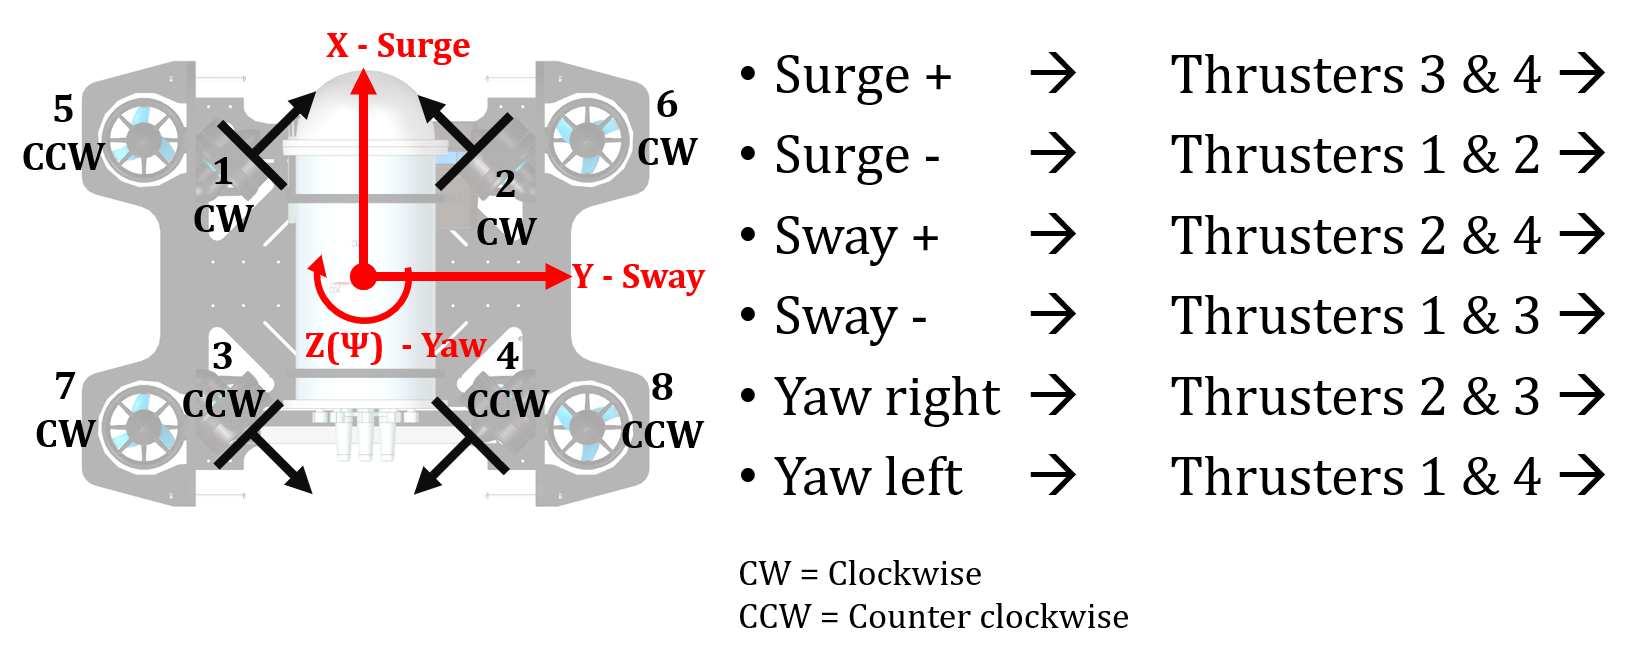 X - Surge
5
CCW
6
CW
1
CW
2
CW
Y - Sway
Z(Ψ) - Yaw
3
CCW
4
CCW
7
CW
8
CCW
• Surge + → Thrusters 3 & 4 →
• Surge - → Thrusters 1 & 2 →
• Sway + → Thrusters 2 & 4 →
• Sway - → Thrusters 1 & 3 →
• Yaw right → Thrusters 2 & 3 →
• Yaw left → Thrusters 1 & 4 →
CW = Clockwise
CCW = Counter clockwise